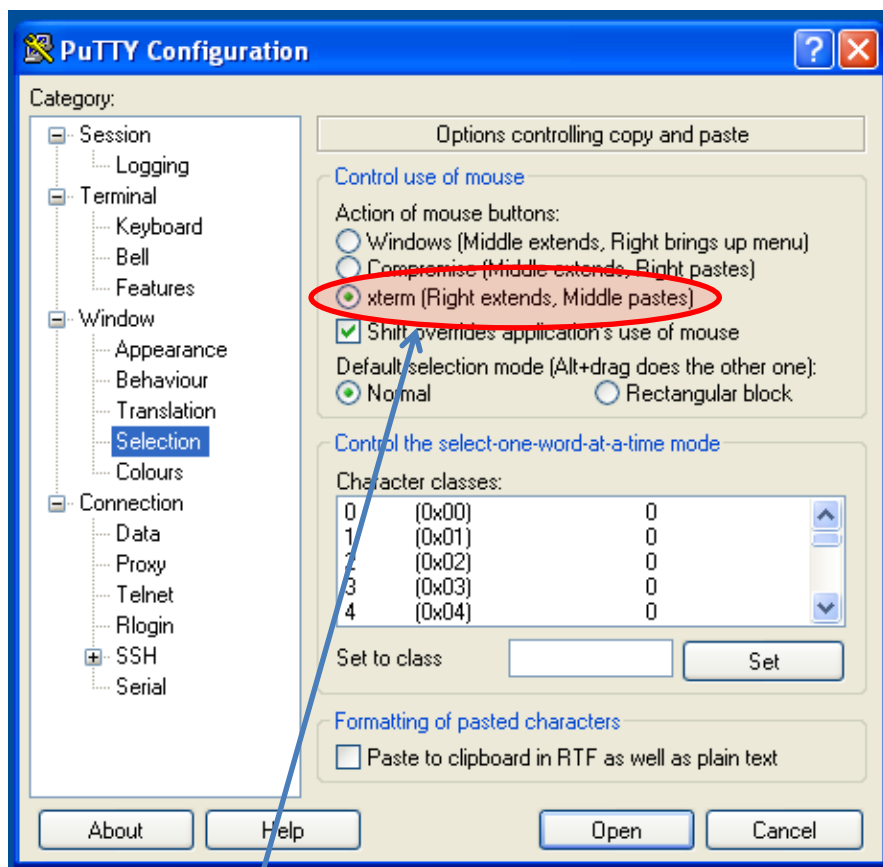 PuTTY Configuration
Category:
Session
Logging
Terminal
Keyboard
Bell
Features
Window
Appearance
Behaviour
Translation
Selection
Colours
Connection
Data
Proxy
Telnet
Rlogin
SSH
Serial
Options controlling copy and paste
Control use of mouse
Action of mouse buttons:
Windows (Middle extends, Right brings up menu)
Compromise (Middle extends, Right pastes)
xterm (Right extends, Middle pastes)
Shift overrides application's use of mouse
Default selection mode (Alt+drag does the other one):
Normal Rectangular block
Control the select-one-word-at-a-time mode
Character classes:
0 (0x00) 0
1 (0x01) 0
2 (0x02) 0
3 (0x03) 0
4 (0x04) 0
Set to class Set
Formatting of pasted characters
Paste to clipboard in RTF as well as plain text
About Help Open Cancel